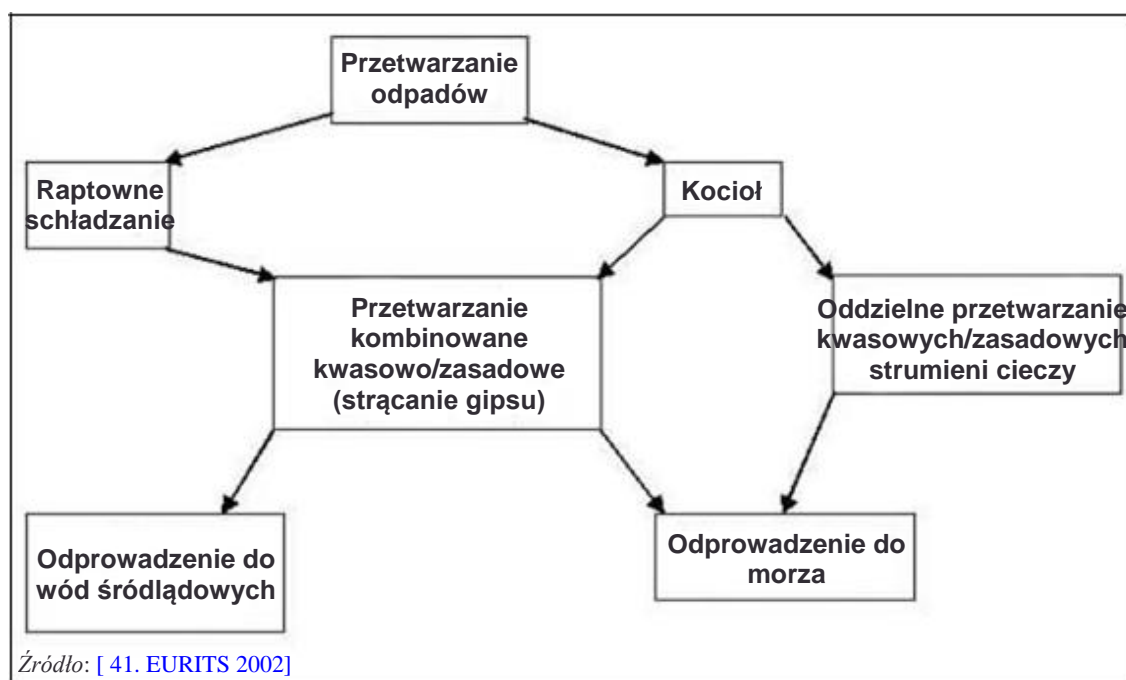 Przetwarzanie
odpadów
Raptowne
schładzanie
Kocioł
Przetwarzanie
kombinowane
kwasowo/zasadowe
(strącanie gipsu)
Oddzielne przetwarzanie
kwasowych/zasadowych
strumieni cieczy
Odprowadzenie do
wód śródlądowych
Odprowadzenie do
morza
Źródło: [ 41. EURITS 2002]